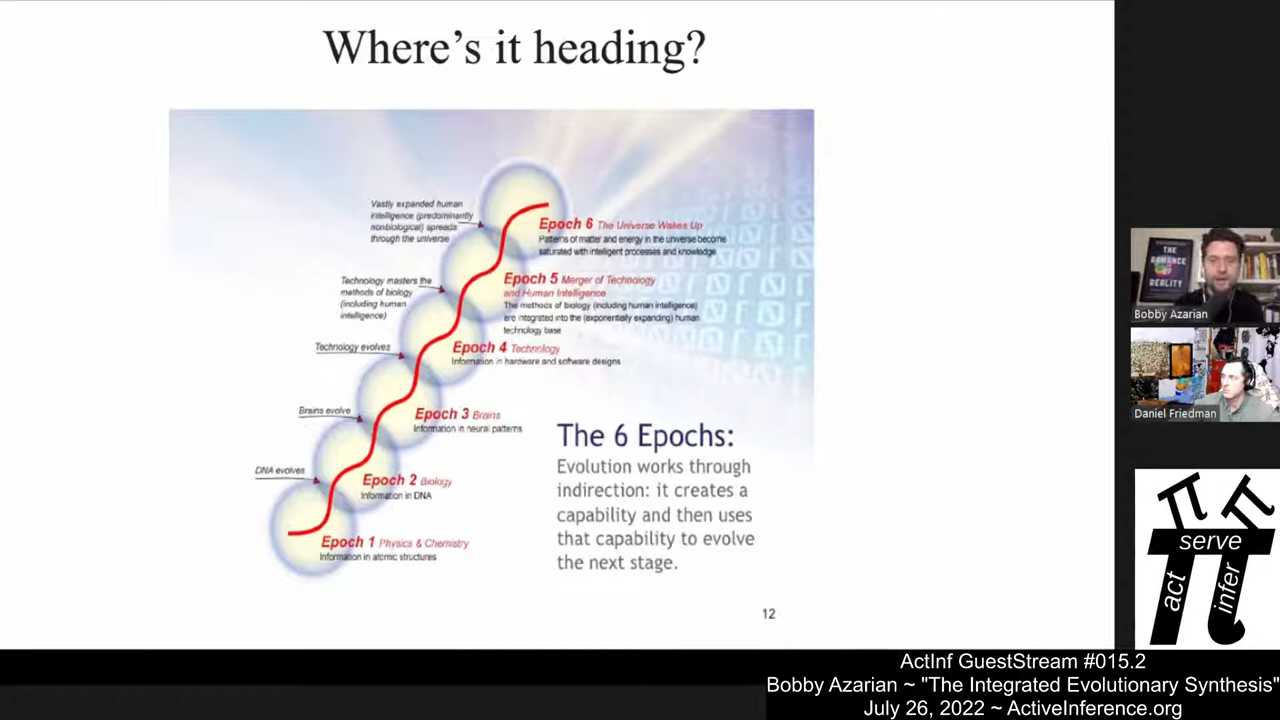 Where's it heading?
Vastly expanded human
intelligence (predominantly
nonbiological) spreads
through the universe
Epoch 6 The Universe Wakes Up
Patterns of matter and energy in the universe become
saturated with intelligent processes and knowledge
Technology masters the
methods of biology
(including human
intelligence)
Epoch 5 Merger of Technology
and Human Intelligence
The methods of biology (including human intelligence)
are integrated into the (exponentially expanding) human
technology base
Technology evolves
Epoch 4 Technology
Information in hardware and software designs
Brains evolve
Epoch 3 Brains
Information in neural patterns
DNA evolves
Epoch 2 Biology
Information in DNA
Epoch 1 Physics & Chemistry
Information in atomic structures
The 6 Epochs:
Evolution works through
indirection: it creates a
capability and then uses
that capability to evolve
the next stage.
12
THE
ROMANCE
OF
REALITY
Bobby Azarian
Daniel Friedman
serve
act
infer
ActInf GuestStream #015.2
Bobby Azarian ~ "The Integrated Evolutionary Synthesis"
July 26, 2022 ~ ActiveInference.org